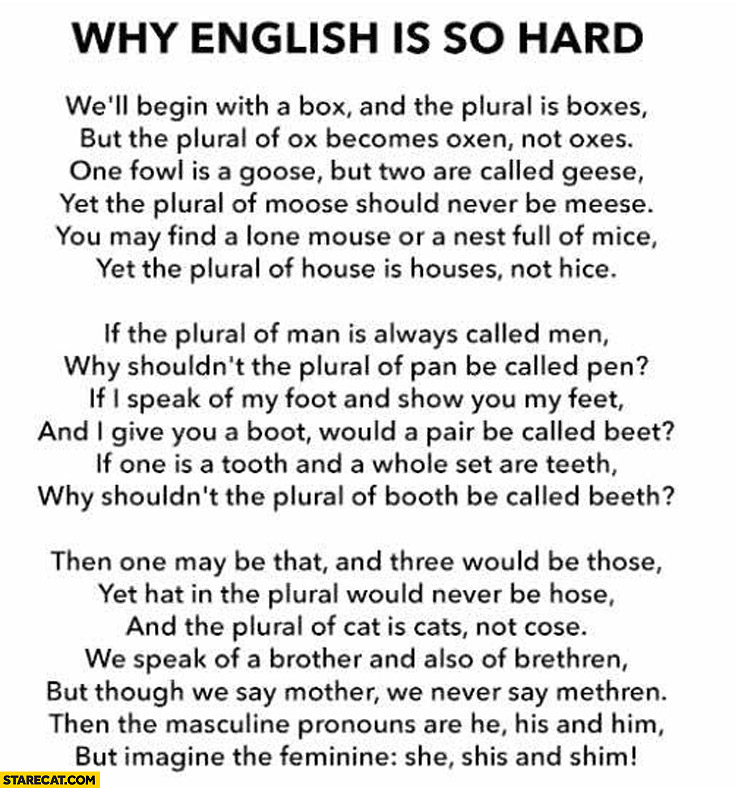 WHY ENGLISH IS SO HARD
We'll begin with a box, and the plural is boxes,
But the plural of ox becomes oxen, not oxes.
One fowl is a goose, but two are called geese,
Yet the plural of moose should never be meese.
You may find a lone mouse or a nest full of mice,
Yet the plural of house is houses, not hice.
If the plural of man is always called men,
Why shouldn't the plural of pan be called pen?
If I speak of my foot and show you my feet,
And I give you a boot, would a pair be called beet?
If one is a tooth and a whole set are teeth,
Why shouldn't the plural of booth be called beeth?
Then one may be that, and three would be those,
Yet hat in the plural would never be hose,
And the plural of cat is cats, not cose.
We speak of a brother and also of brethren,
But though we say mother, we never say methren.
Then the masculine pronouns are he, his and him,
But imagine the feminine: she, shis and shim!
STARECAT.COM